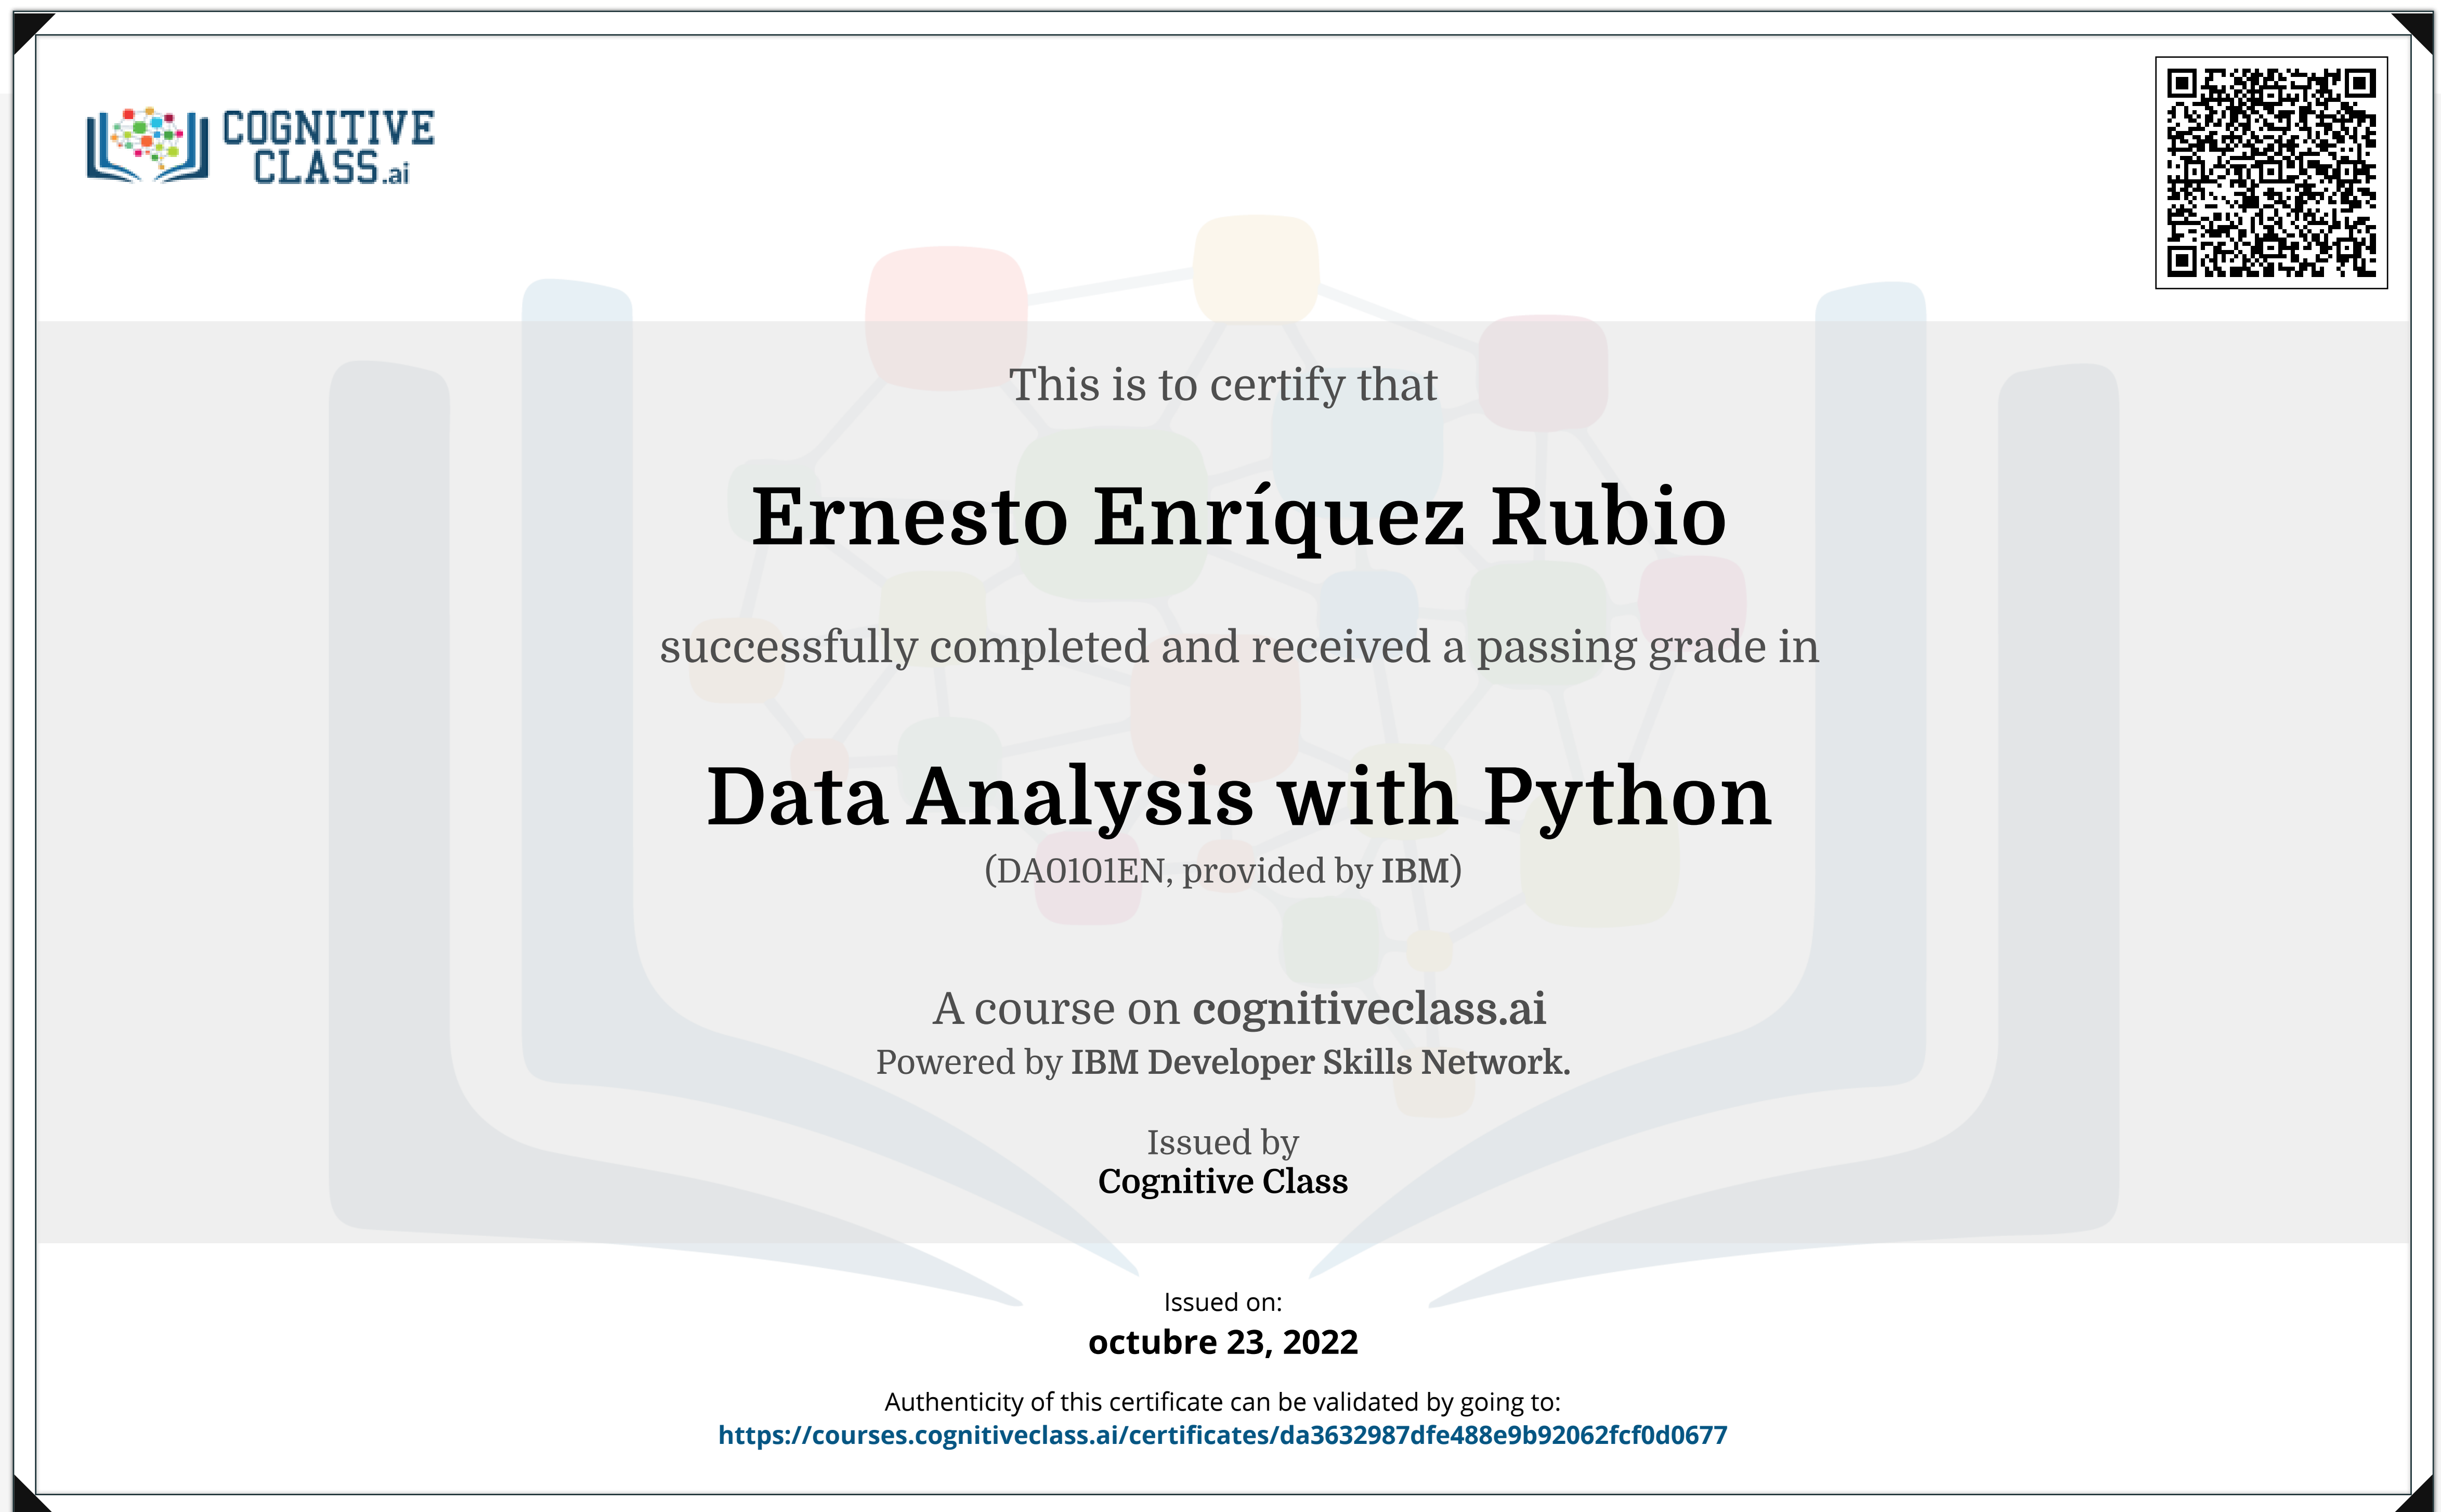 COGNITIVE
CLASS.ai
This is to certify that
Ernesto Enríquez Rubio
successfully completed and received a passing grade in
Data Analysis with Python
(DA0101EN, provided by IBM)
A course on cognitiveclass.ai
Powered by IBM Developer Skills Network.
Issued by
Cognitive Class
Issued on:
octubre 23, 2022
Authenticity of this certificate can be validated by going to:
https://courses.cognitiveclass.ai/certificates/da3632987dfe488e9b92062fcf0d0677